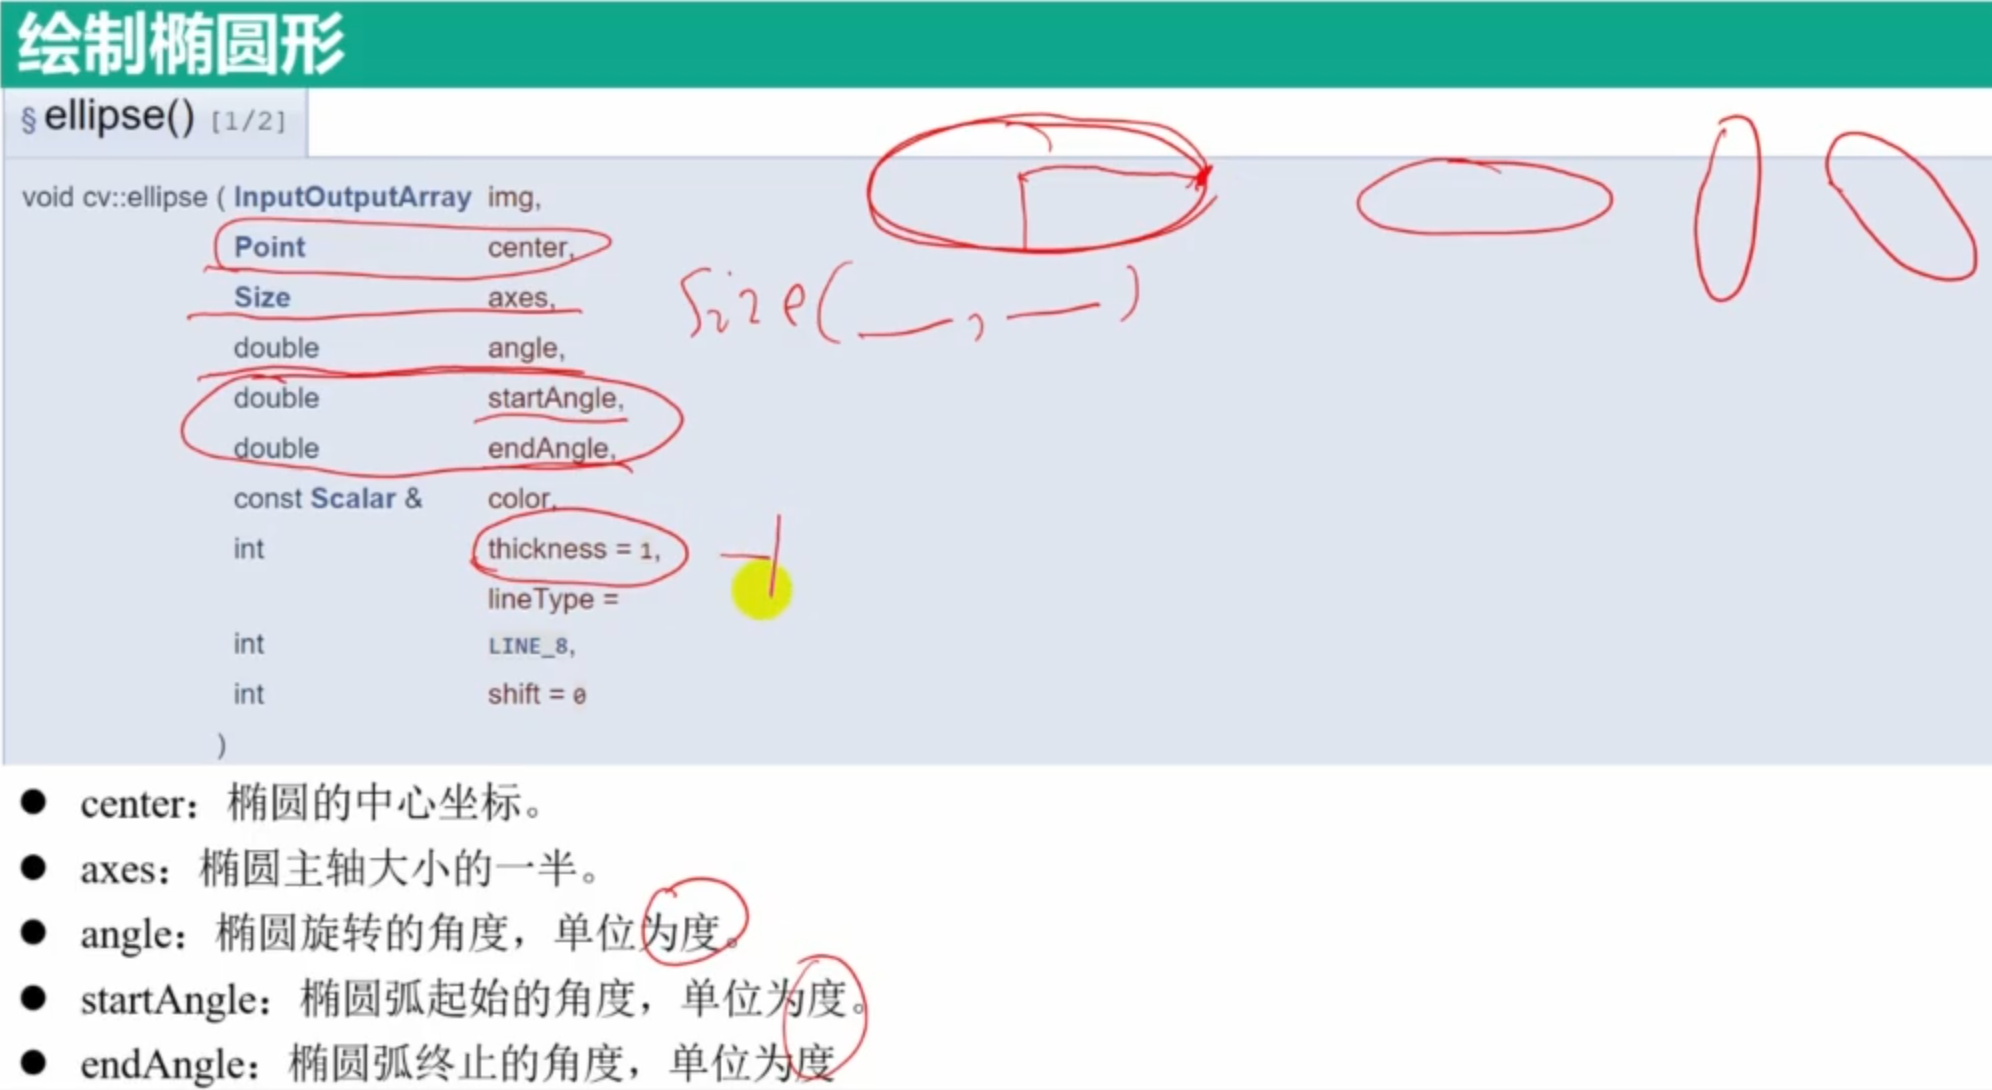 绘制椭圆形
§ ellipse() [1/2]
void cv::ellipse ( InputOutputArray img,
Point center,
Size axes,
Size( , )
double angle,
double startAngle,
double endAngle,
const Scalar & color,
int thickness = 1,
-1
lineType =
int LINE_8,
int shift = 0
)
● center：椭圆的中心坐标。
● axes：椭圆主轴大小的一半。
● angle：椭圆旋转的角度，单位为度。
● startAngle：椭圆弧起始的角度，单位为度。
● endAngle：椭圆弧终止的角度，单位为度